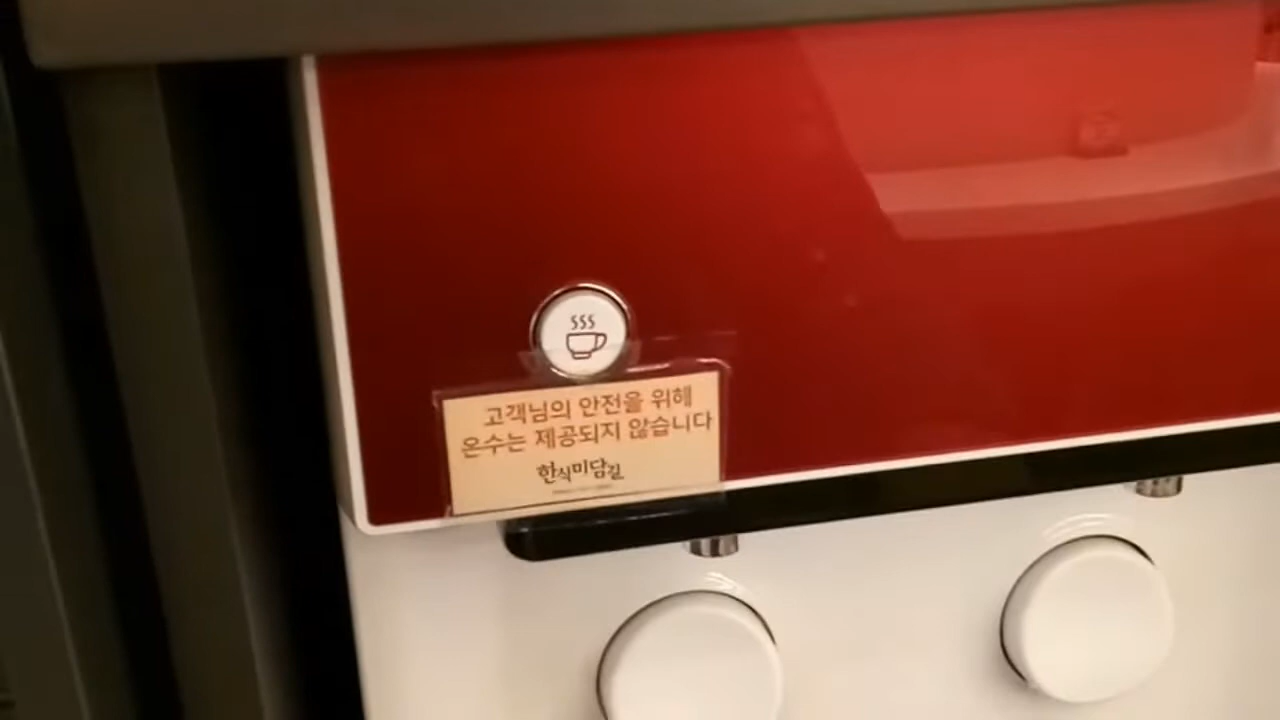 고객님의 안전을 위해
온수는 제공되지 않습니다
한식미담길